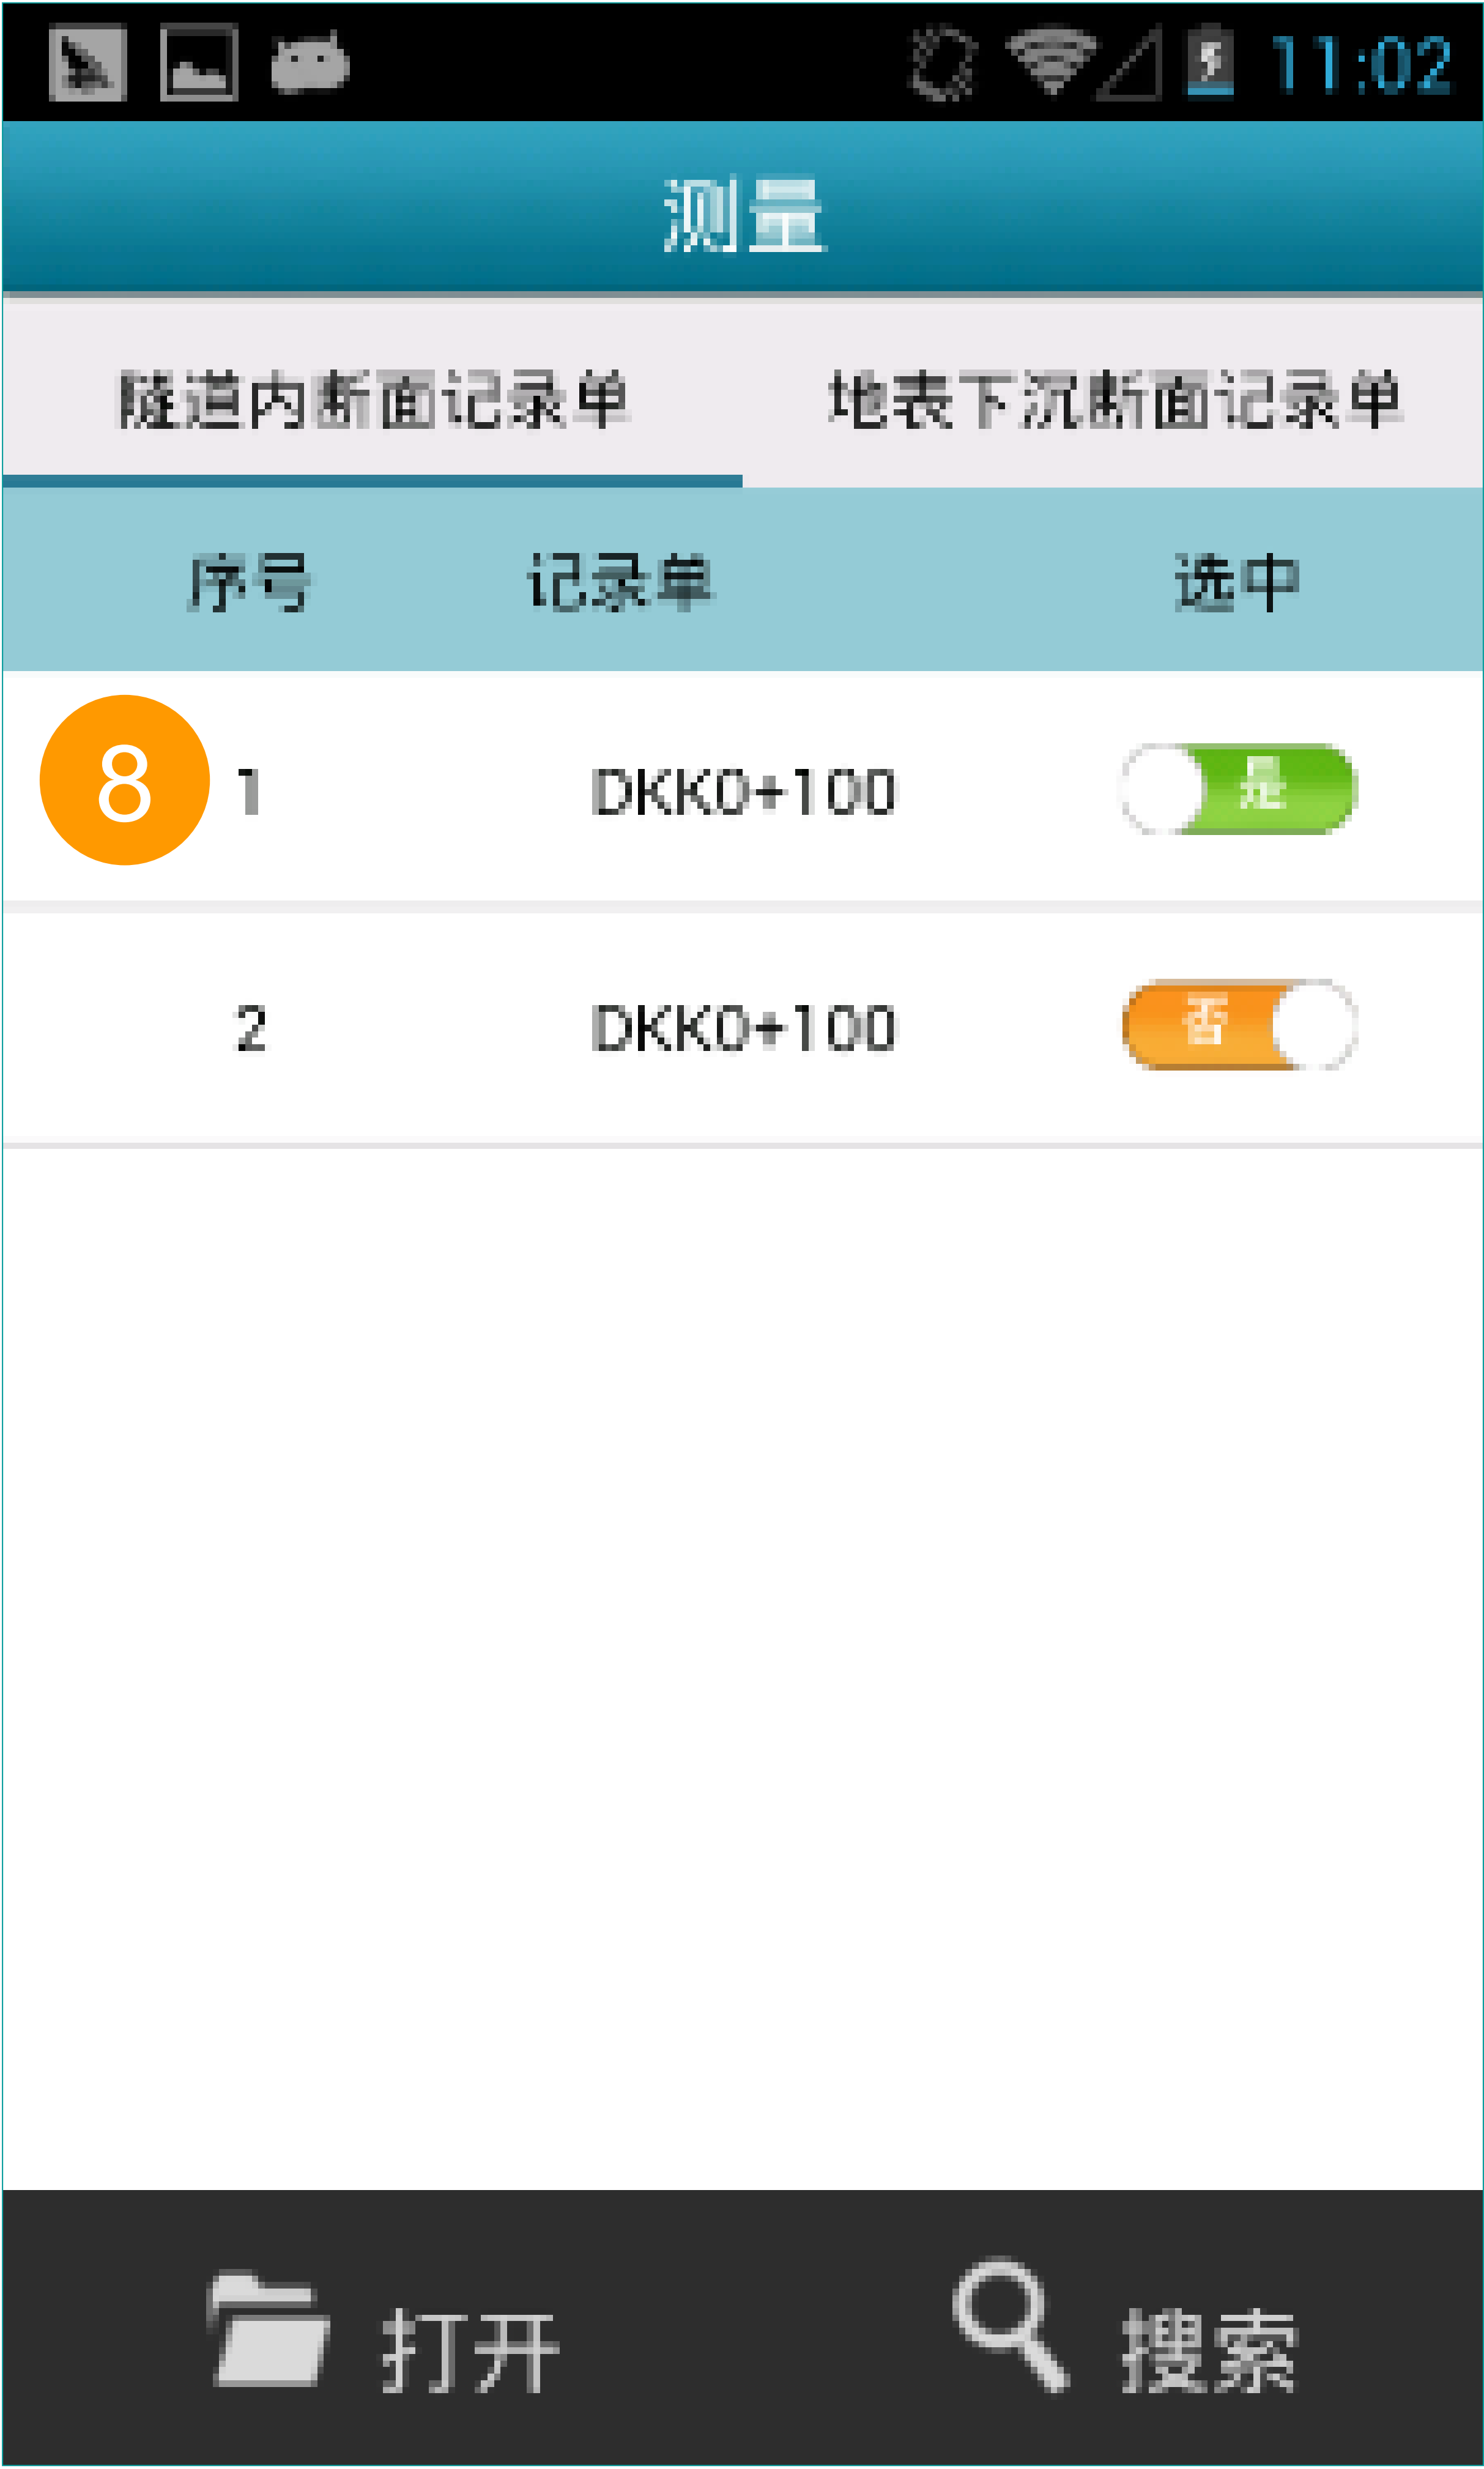 11:02
测量
隧道内断面记录单 地表下沉断面记录单
序号 记录单 选中
8 1 DKK0+100 是
2 DKK0+100 否
打开 搜索